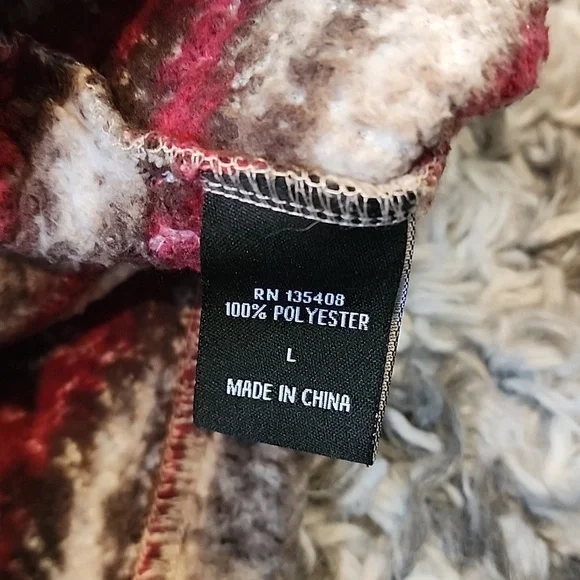 RN 135408
100% POLYESTER
L
MADE IN CHINA